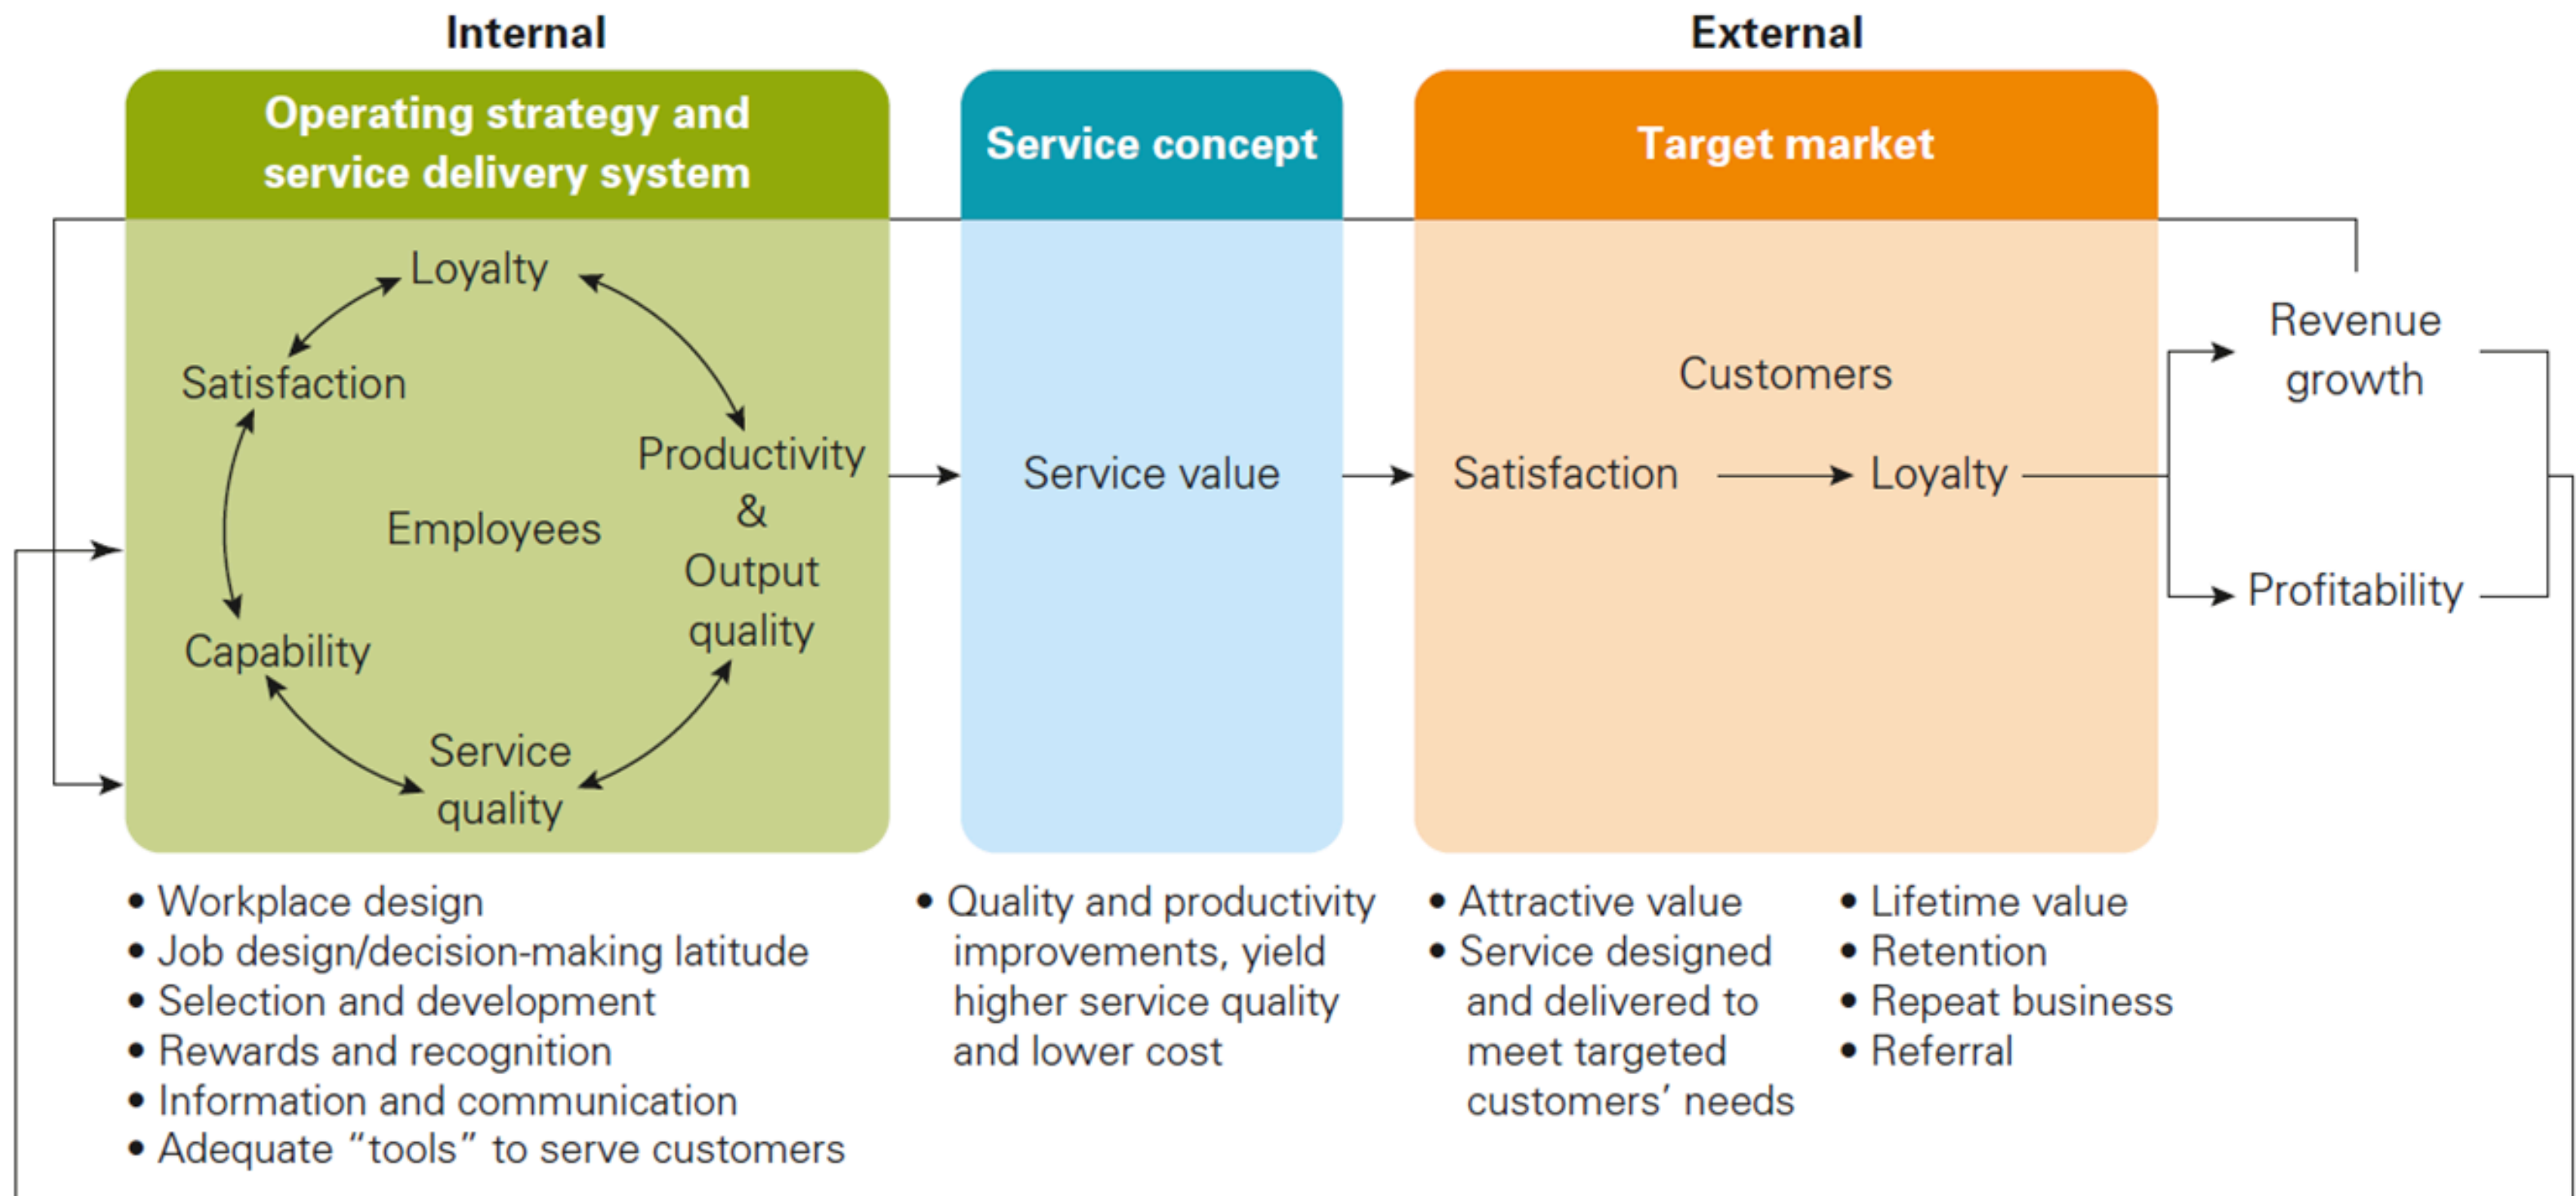 Internal
External
Operating strategy and
service delivery system
Service concept
Target market
Loyalty
Satisfaction
Productivity
&
Output
quality
Employees
Capability
Service
quality
Service value
Customers
Satisfaction
Loyalty
Revenue
growth
Profitability
• Workplace design
• Job design/decision-making latitude
• Selection and development
• Rewards and recognition
• Information and communication
• Adequate “tools” to serve customers
• Quality and productivity
improvements, yield
higher service quality
and lower cost
• Attractive value
• Service designed
and delivered to
meet targeted
customers’ needs
• Lifetime value
• Retention
• Repeat business
• Referral